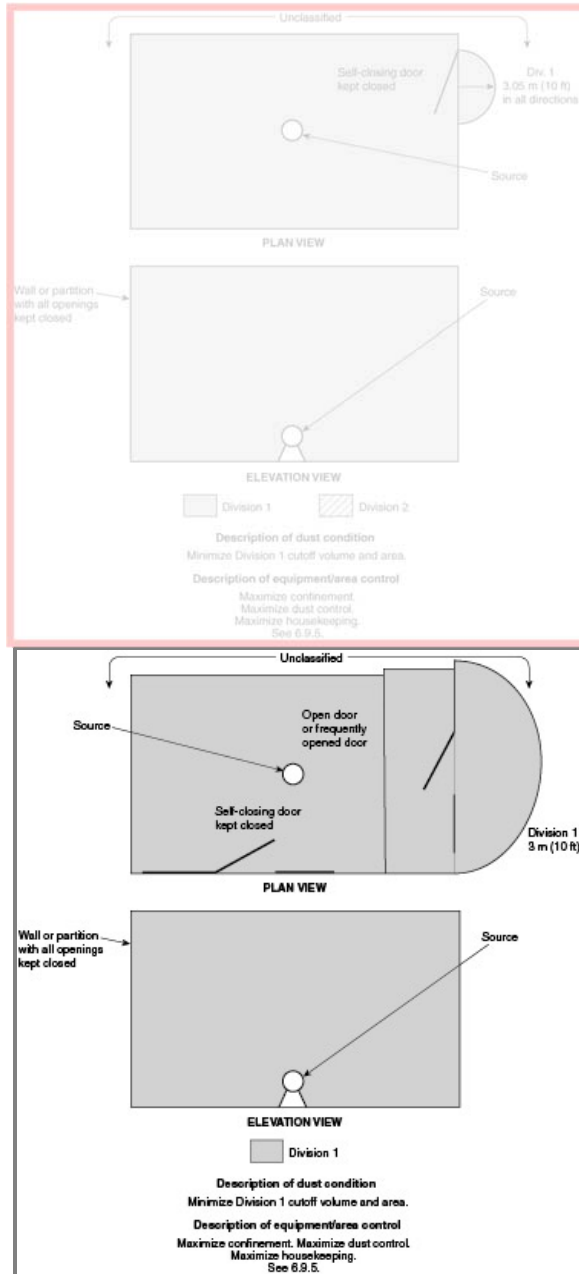 Unclassified
Self-closing door
kept closed
Div. 1
3.05 m (10 ft)
in all directions
Source
PLAN VIEW
Wall or partition
with all openings
kept closed
Source
ELEVATION VIEW
Division 1
Division 2
Description of dust condition
Minimize Division 1 cutoff volume and area.
Description of equipment/area control
Maximize confinement.
Maximize dust control.
Maximize housekeeping.
See 6.9.5.
Unclassified
Source
Open door
or frequently
opened door
Self-closing door
kept closed
Division 1
3 m (10 ft)
PLAN VIEW
Wall or partition
with all openings
kept closed
Source
ELEVATION VIEW
Division 1
Description of dust condition
Minimize Division 1 cutoff volume and area.
Description of equipment/area control
Maximize confinement. Maximize dust control.
Maximize housekeeping.
See 6.9.5.